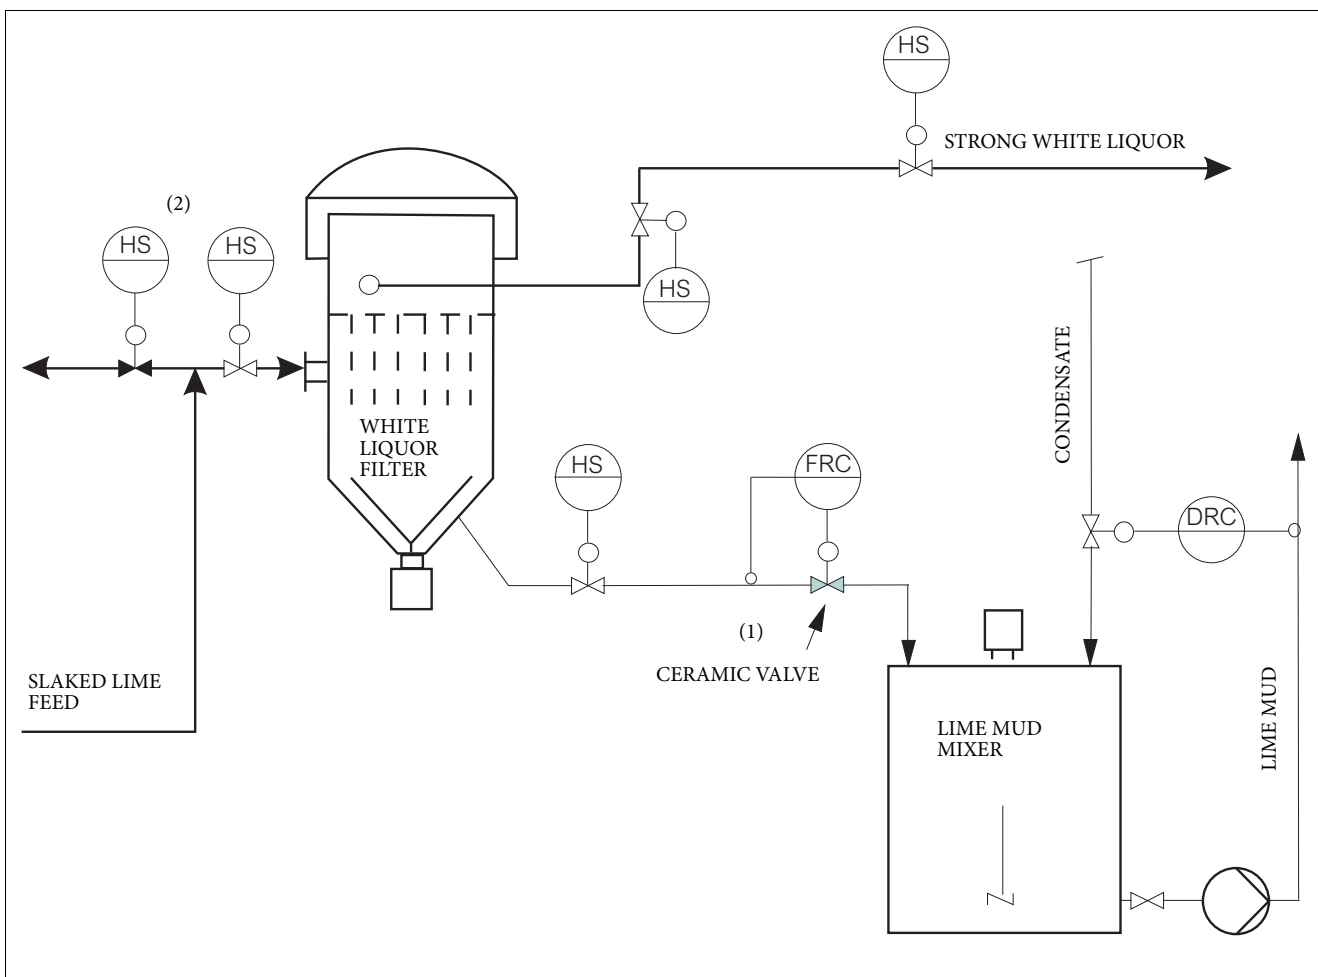 HS
STRONG WHITE LIQUOR
(2)
HS
HS
HS
WHITE
LIQUOR
FILTER
HS
FRC
CONDENSATE
DRC
(1)
CERAMIC VALVE
SLAKED LIME
FEED
LIME MUD
MIXER
LIME MUD